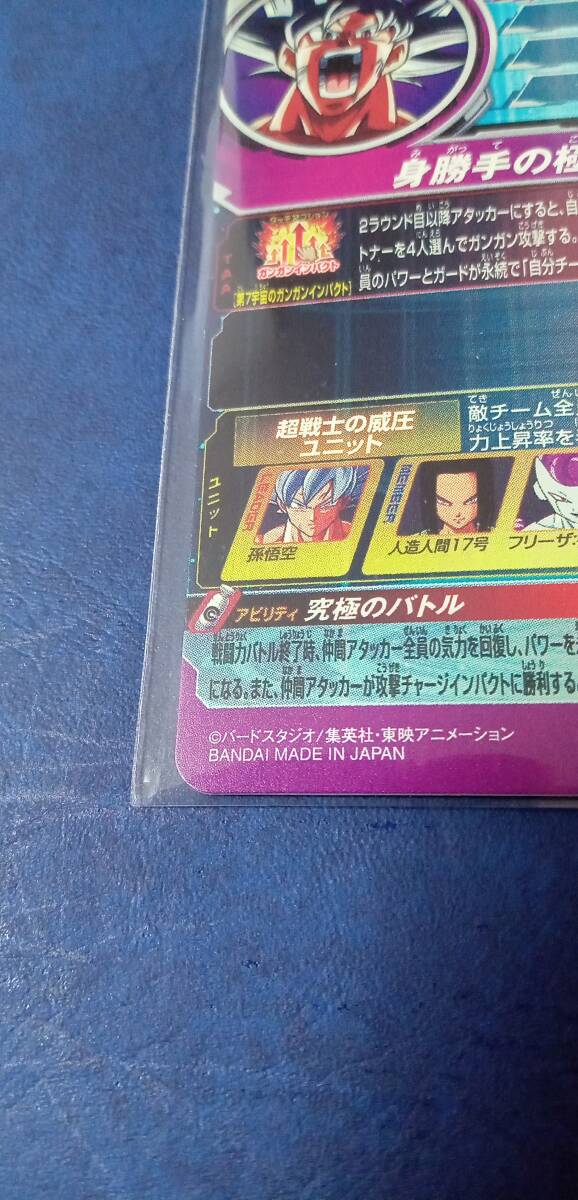 身勝手の極
TAA
タッチアクション
ガンガンインパクト
[第7宇宙のガンガンインパクト]
2ラウンド目以降アタッカーにすると、自
トナーを4人選んでガンガン攻撃する。
員のパワーとガードが永続で「自分チー
ユニット
超戦士の威圧
ユニット
敵チーム全
力上昇率を
LEADER
孫悟空
MEMBER
人造人間17号
フリーザ:
アビリティ 究極のバトル
戦闘力バトル終了時、仲間アタッカー全員の気力を回復し、パワーを
になる。また、仲間アタッカーが攻撃チャージインパクトに勝利する
©バードスタジオ/集英社・東映アニメーション
BANDAI MADE IN JAPAN